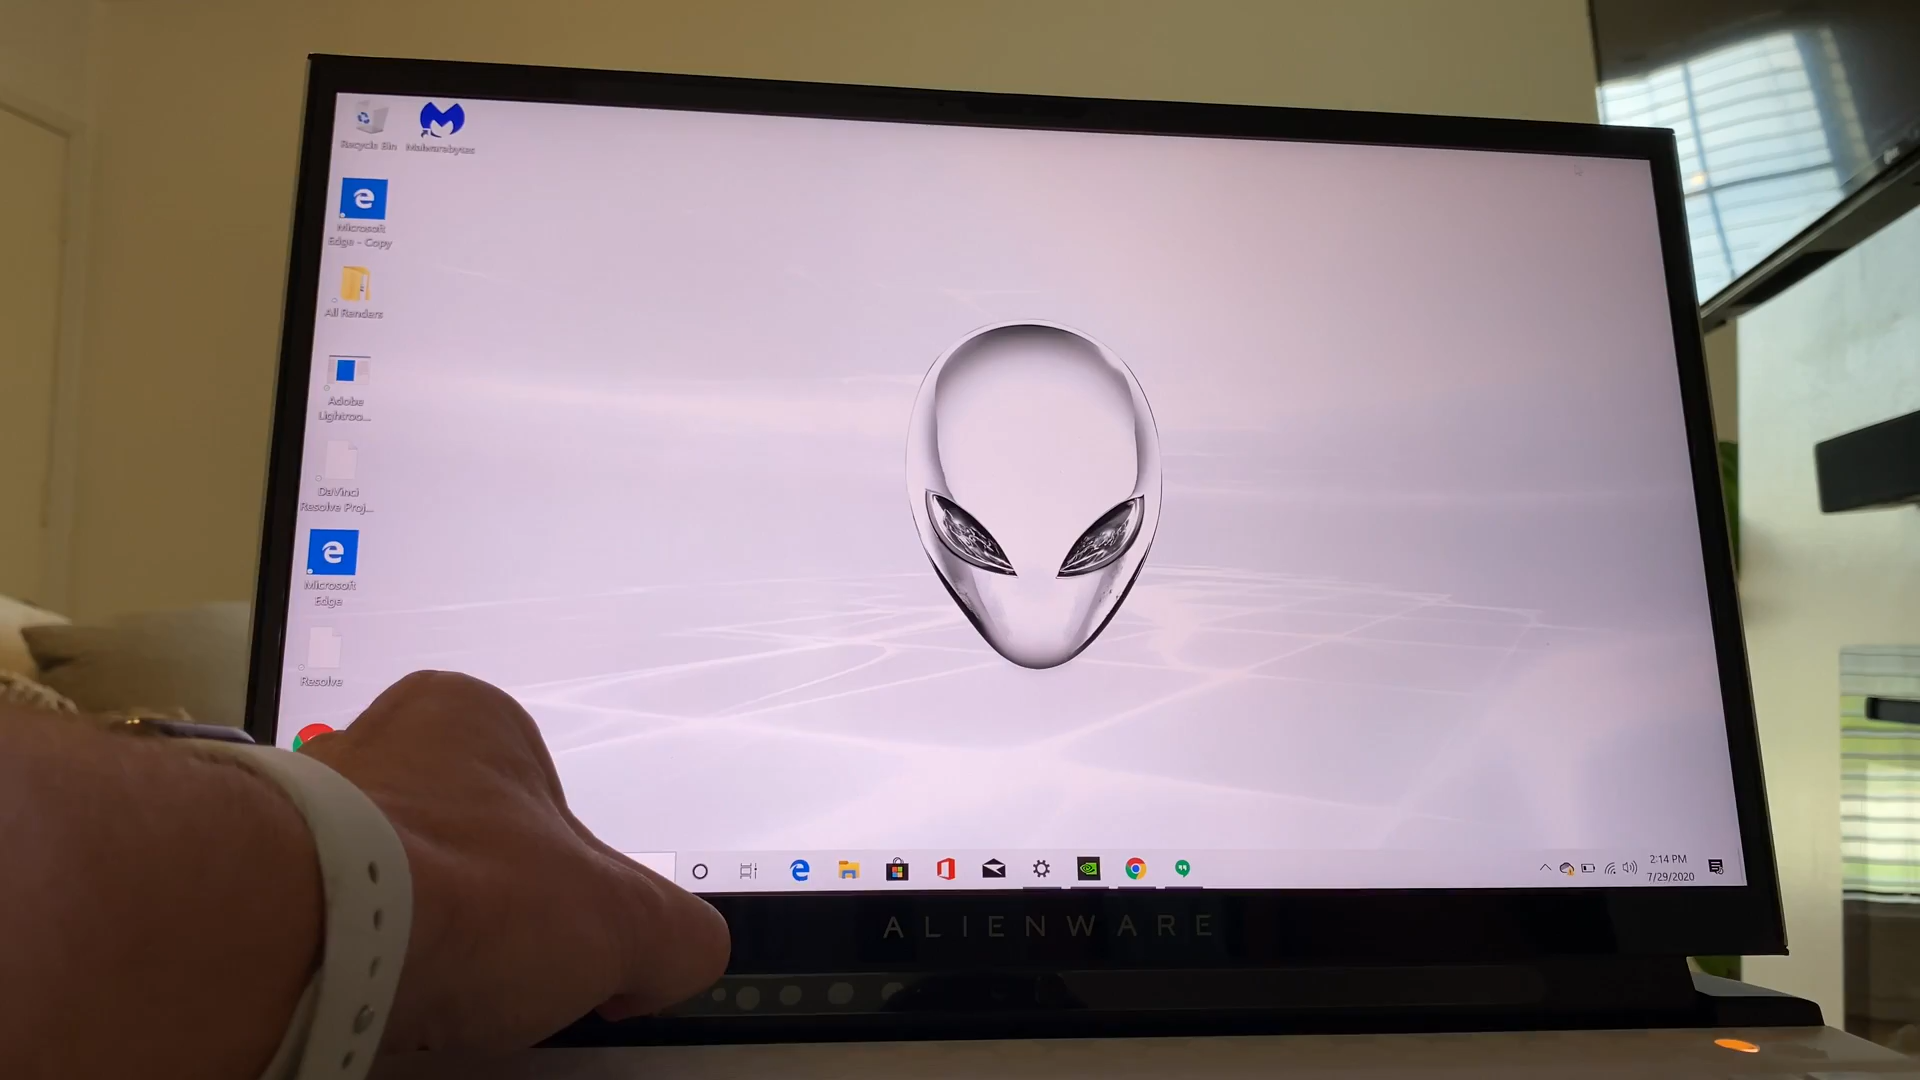 Recycle Bin
Malwarebytes
Microsoft
Edge - Copy
All Renders
Adobe
Lightroo...
DaVinci
Resolve Proj...
Microsoft
Edge
Resolve
2:14 PM
7/29/2020
ALIENWARE